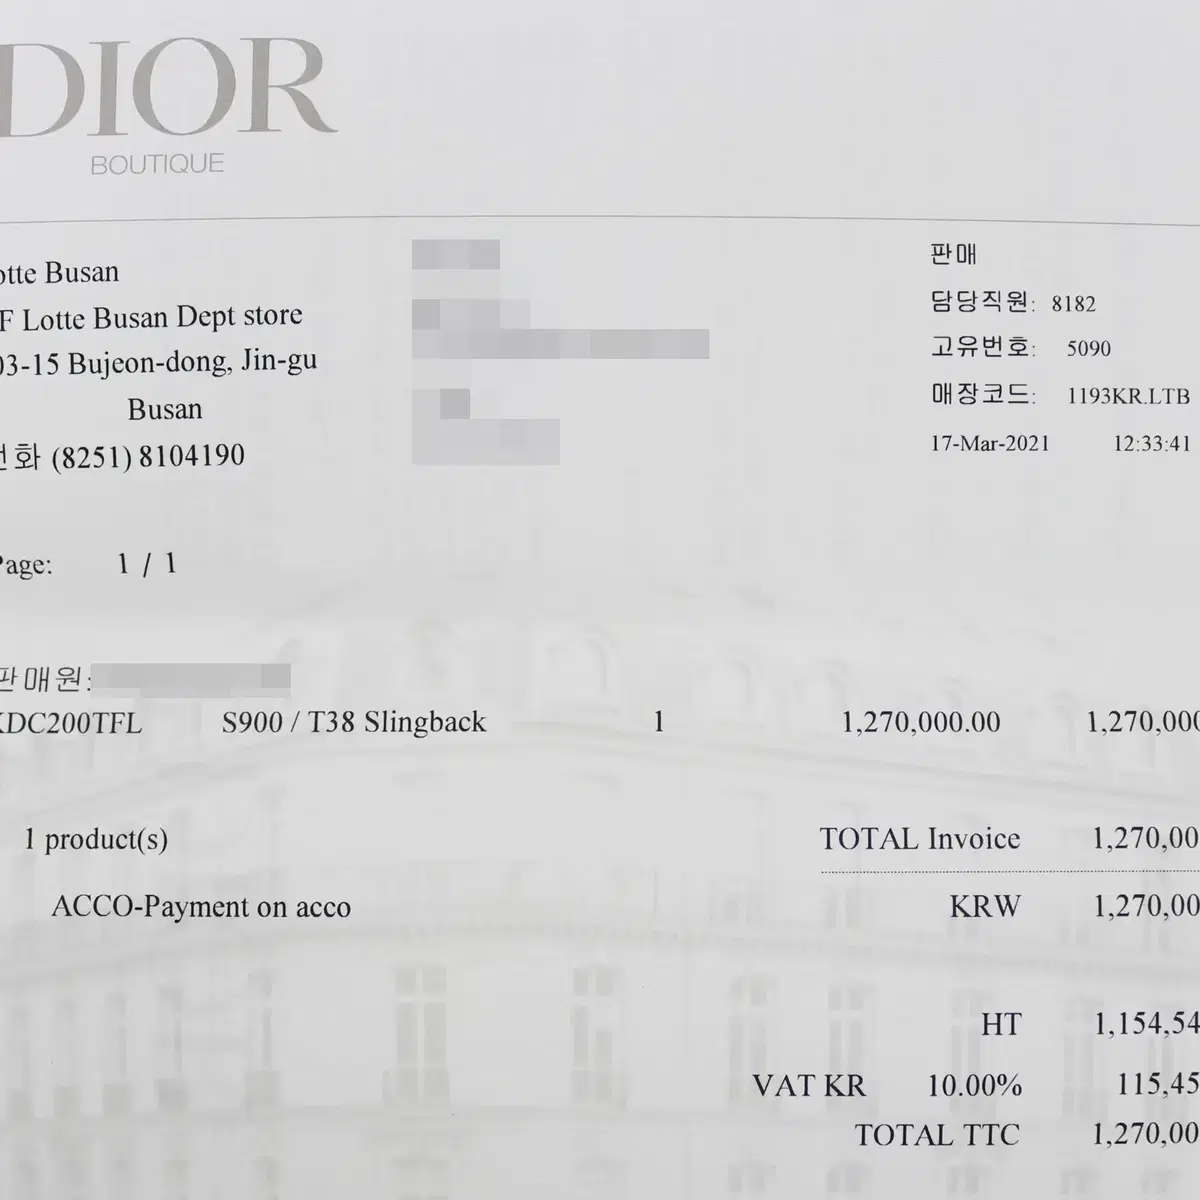 DIOR
BOUTIQUE
otte Busan
F Lotte Busan Dept store
03-15 Bujeon-dong, Jin-gu
Busan
전화 (8251) 8104190
판매
담당직원: 8182
고유번호: 5090
매장코드: 1193KR.LTB
17-Mar-2021 12:33:41
Page: 1 / 1
판매원:
KDC200TFL S900 / T38 Slingback 1 1,270,000.00 1,270,000
1 product(s) TOTAL Invoice 1,270,00
ACCO-Payment on acco KRW 1,270,00
HT 1,154,54
VAT KR 10.00% 115,45
TOTAL TTC 1,270,00